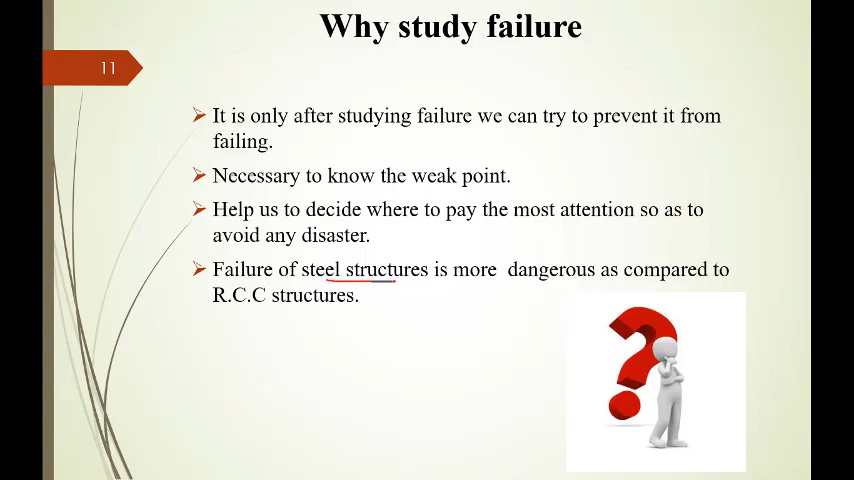 Why study failure
11
It is only after studying failure we can try to prevent it from
failing.
Necessary to know the weak point.
Help us to decide where to pay the most attention so as to
avoid any disaster.
Failure of steel structures is more dangerous as compared to
R.C.C structures.